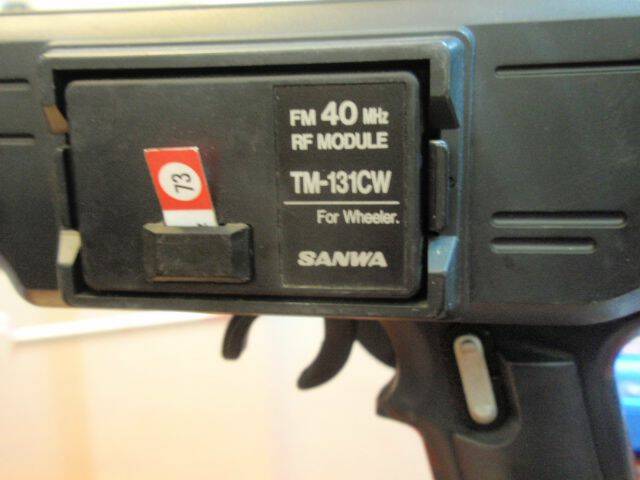 FM 40 MHz
RF MODULE
TM-131CW
For Wheeler.
SANWA
73